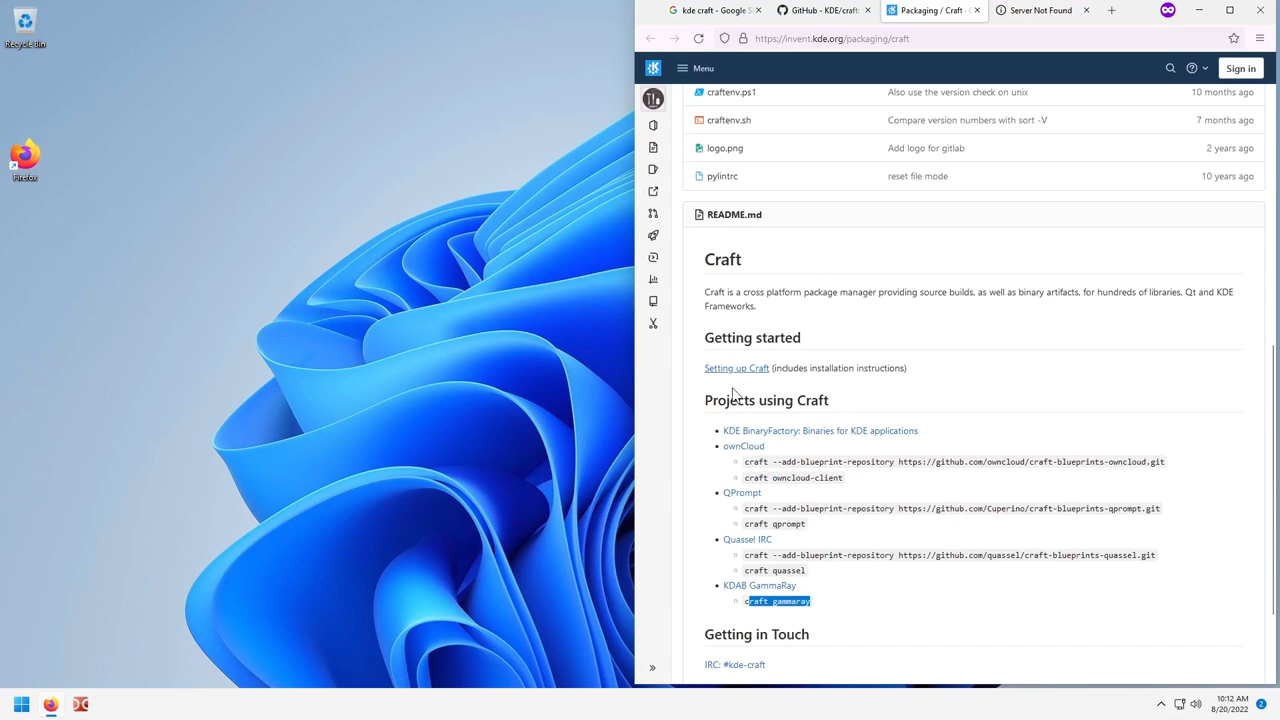 Recycle Bin
Firefox
kde craft - Google Se
GitHub - KDE/craft:
Packaging / Craft ·
Server Not Found
https://invent.kde.org/packaging/craft
Menu
Sign in
craftenv.ps1 Also use the version check on unix 10 months ago
craftenv.sh Compare version numbers with sort -V 7 months ago
logo.png Add logo for gitlab 2 years ago
pylintrc reset file mode 10 years ago
README.md
Craft
Craft is a cross platform package manager providing source builds, as well as binary artifacts, for hundreds of libraries, Qt and KDE
Frameworks.
Getting started
Setting up Craft (includes installation instructions)
Projects using Craft
KDE BinaryFactory: Binaries for KDE applications
ownCloud
craft --add-blueprint-repository https://github.com/owncloud/craft-blueprints-owncloud.git
craft owncloud-client
QPrompt
craft --add-blueprint-repository https://github.com/Cuperino/craft-blueprints-qprompt.git
craft qprompt
Quassel IRC
craft --add-blueprint-repository https://github.com/quassel/craft-blueprints-quassel.git
craft quassel
KDAB GammaRay
craft gammaray
Getting in Touch
IRC: #kde-craft
10:12 AM
8/20/2022
2